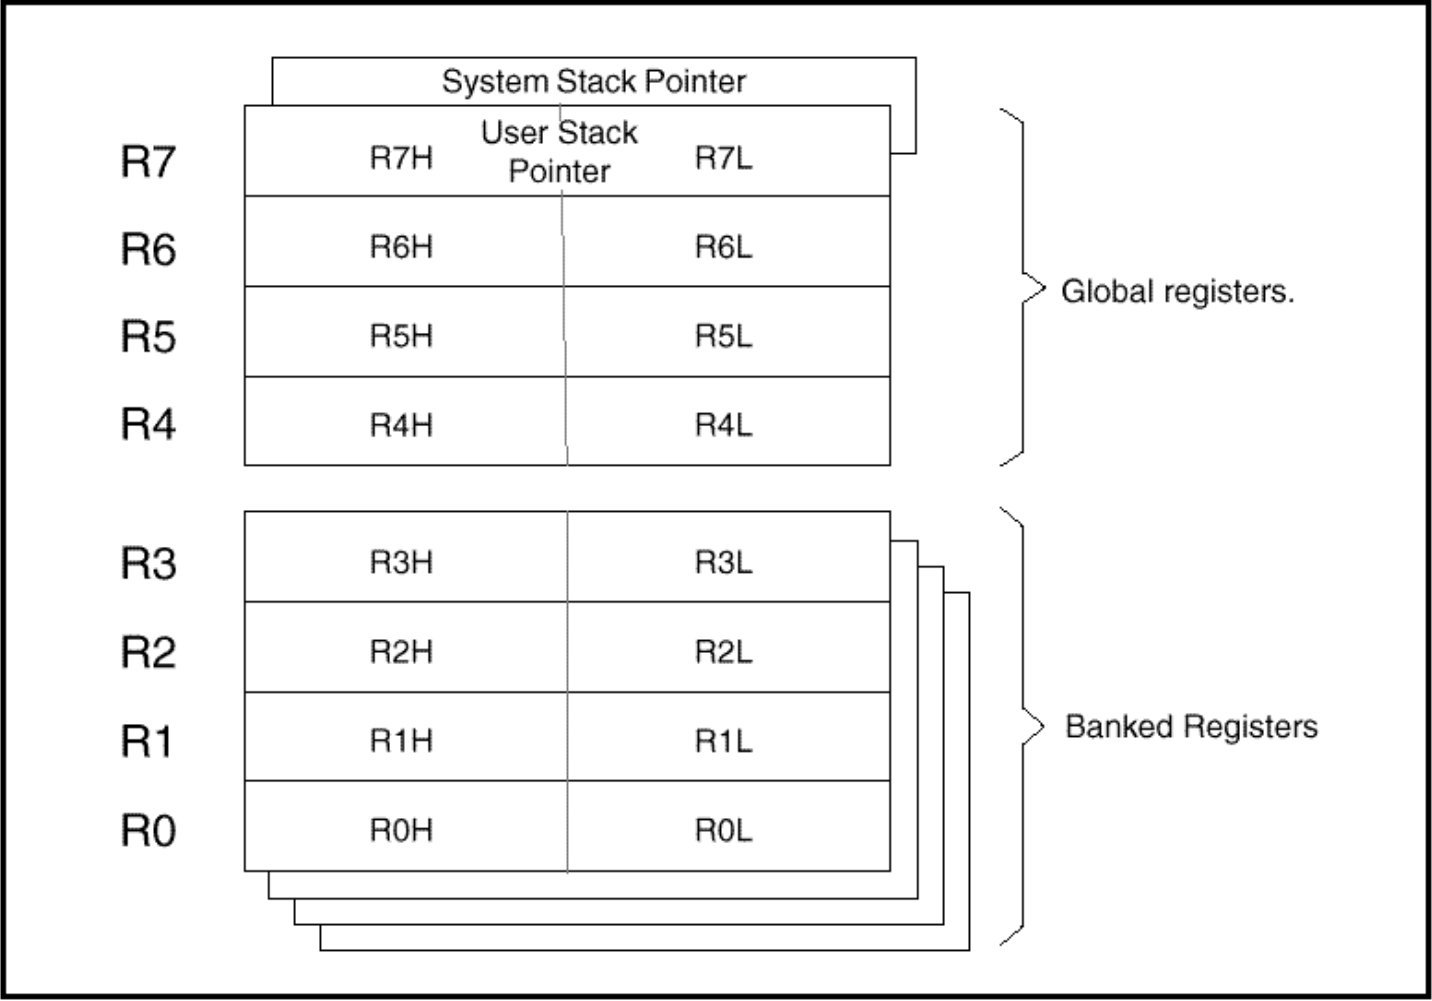 System Stack Pointer
User Stack
Pointer
R7 R7H R7L
R6 R6H R6L
R5 R5H R5L
R4 R4H R4L
Global registers.
R3 R3H R3L
R2 R2H R2L
R1 R1H R1L
R0 R0H R0L
Banked Registers